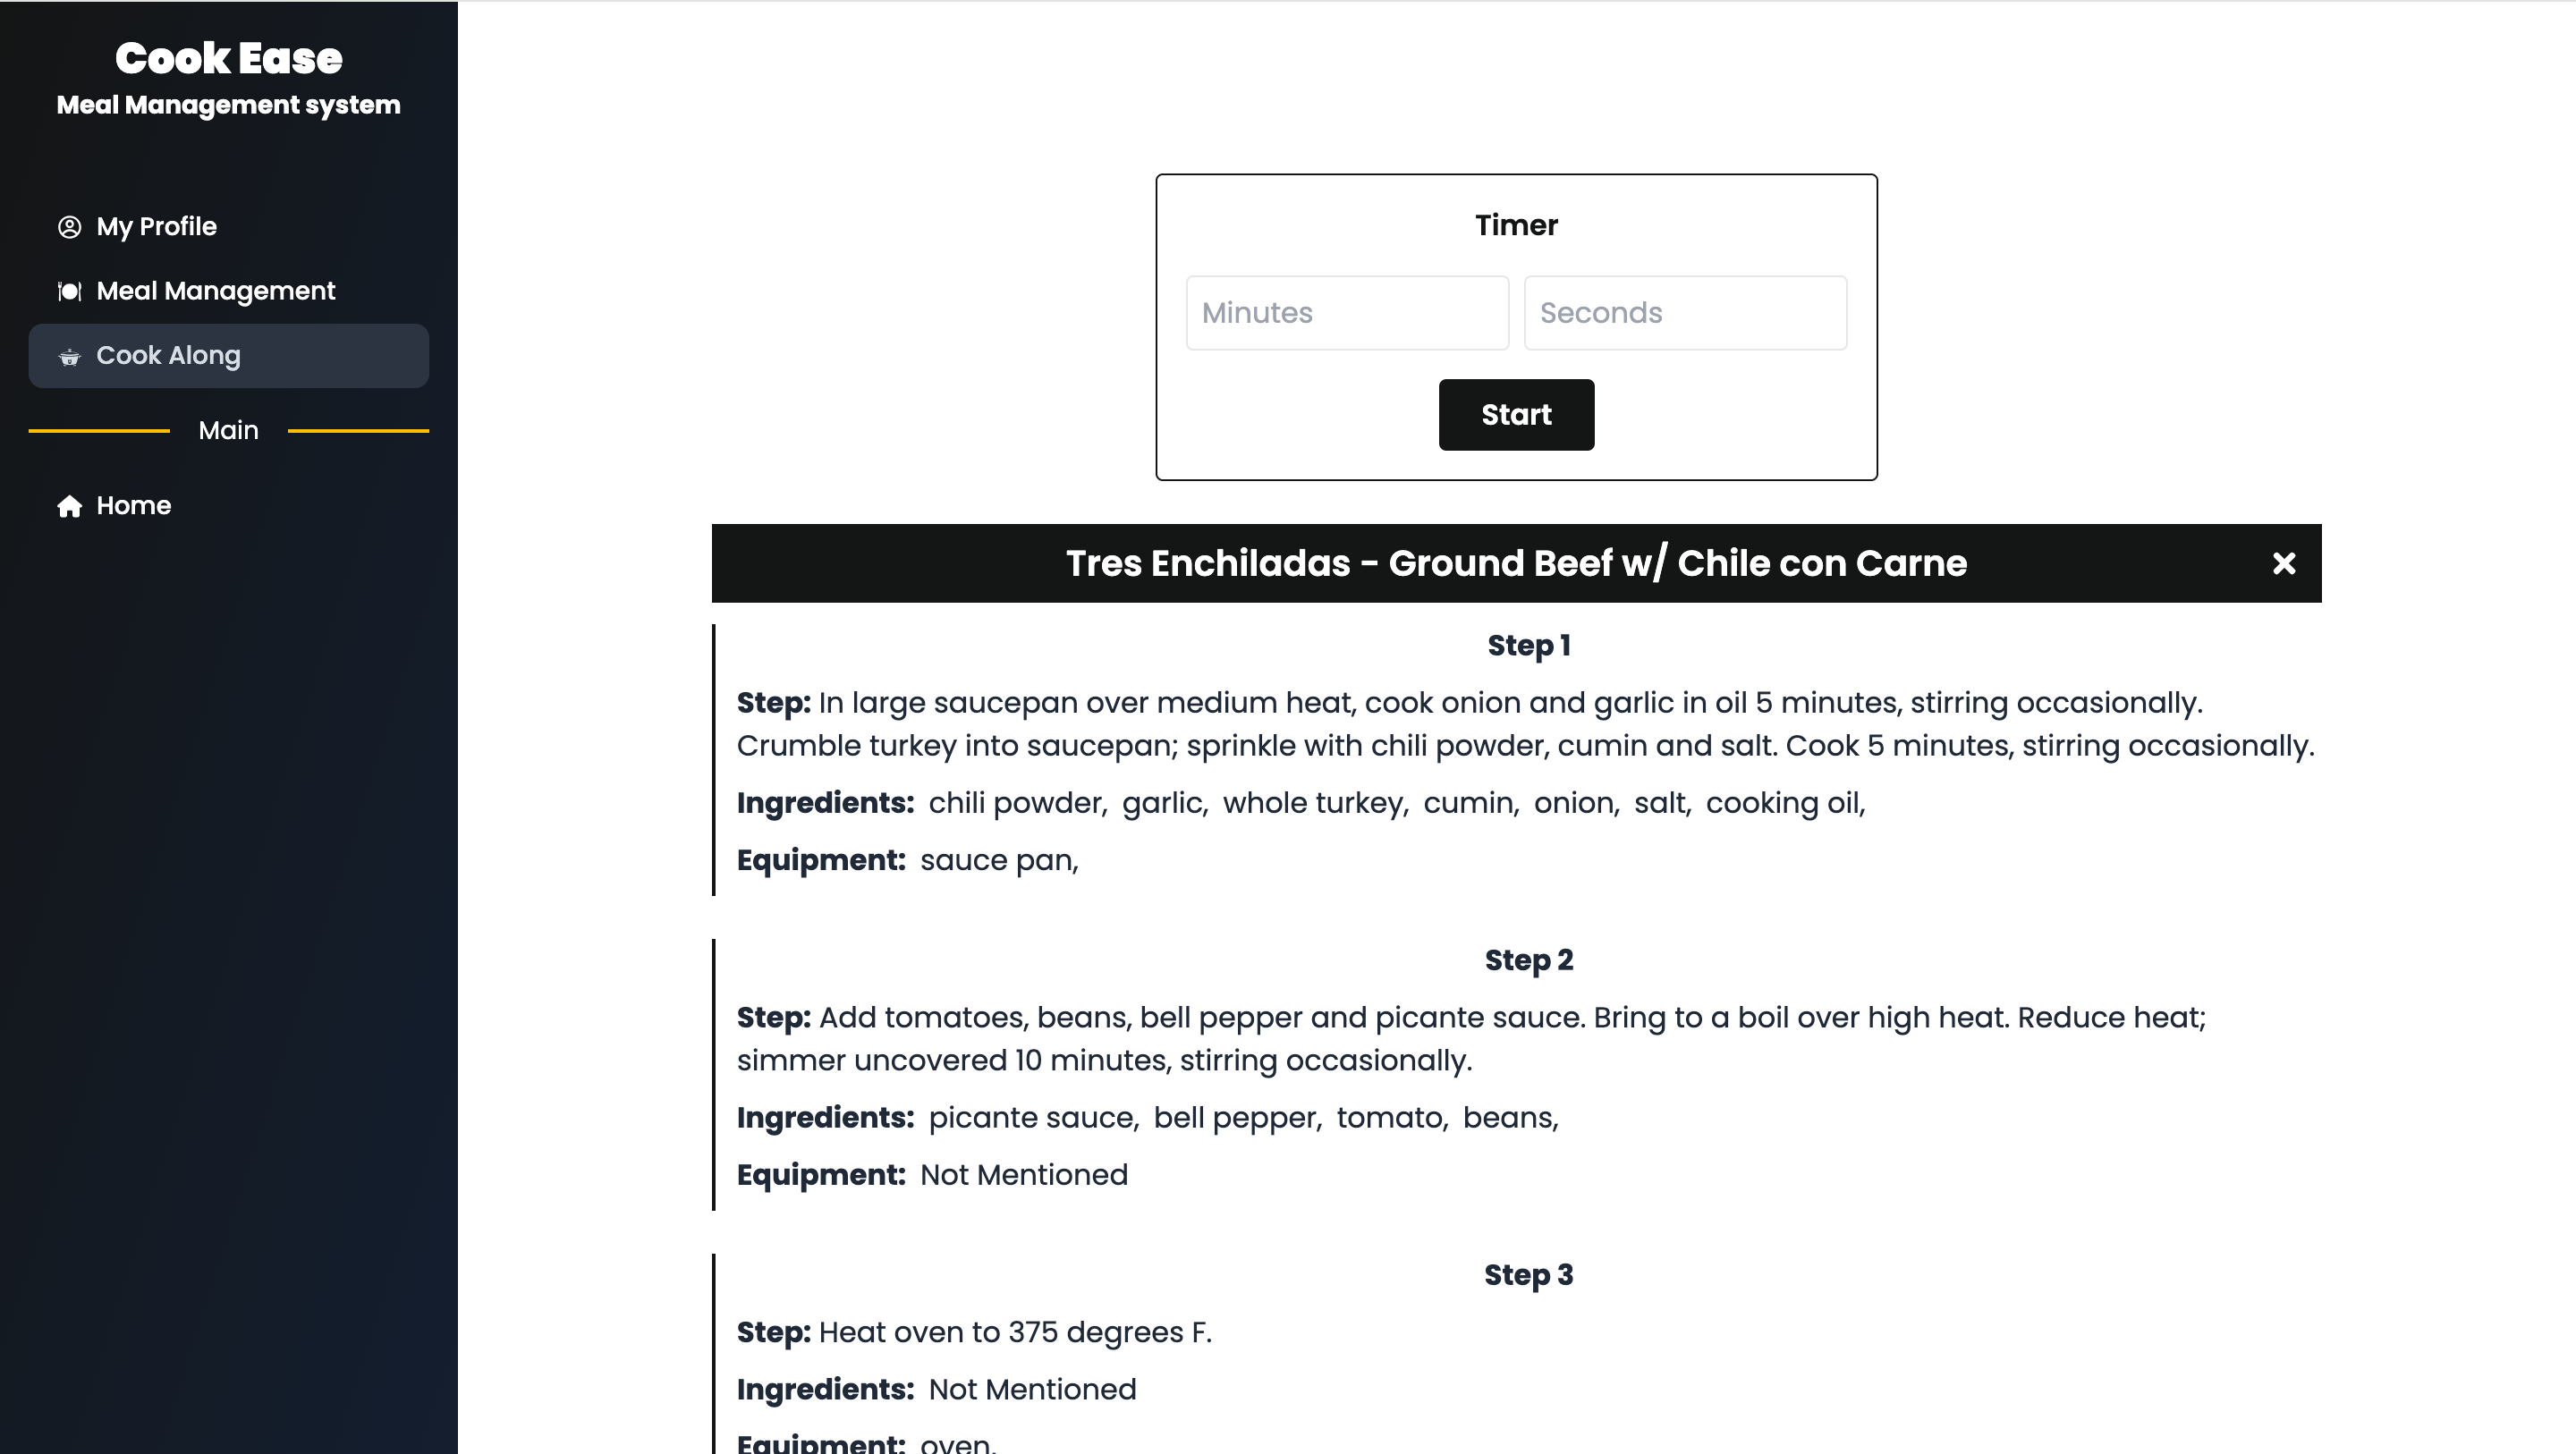 Cook Ease
Meal Management system
My Profile
Meal Management
Cook Along
Main
Home
Timer
Minutes
Seconds
Start
Tres Enchiladas - Ground Beef w/ Chile con Carne
Step 1
Step: In large saucepan over medium heat, cook onion and garlic in oil 5 minutes, stirring occasionally.
Crumble turkey into saucepan; sprinkle with chili powder, cumin and salt. Cook 5 minutes, stirring occasionally.
Ingredients: chili powder, garlic, whole turkey, cumin, onion, salt, cooking oil,
Equipment: sauce pan,
Step 2
Step: Add tomatoes, beans, bell pepper and picante sauce. Bring to a boil over high heat. Reduce heat;
simmer uncovered 10 minutes, stirring occasionally.
Ingredients: picante sauce, bell pepper, tomato, beans,
Equipment: Not Mentioned
Step 3
Step: Heat oven to 375 degrees F.
Ingredients: Not Mentioned
Equipment: oven,